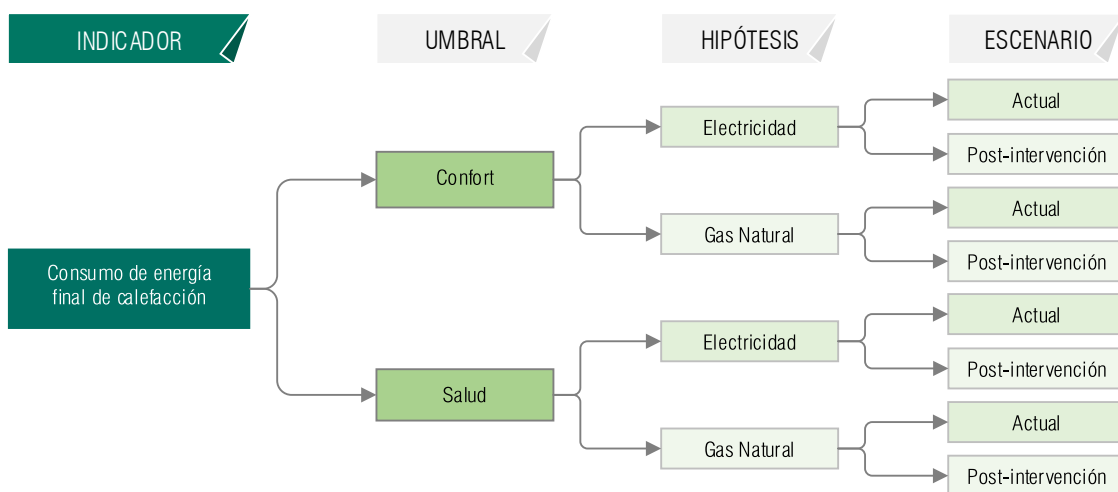 INDICADOR
UMBRAL
HIPÓTESIS
ESCENARIO
Consumo de energía
final de calefacción
Confort
Electricidad
Actual
Post-intervención
Gas Natural
Actual
Post-intervención
Salud
Electricidad
Actual
Post-intervención
Gas Natural
Actual
Post-intervención